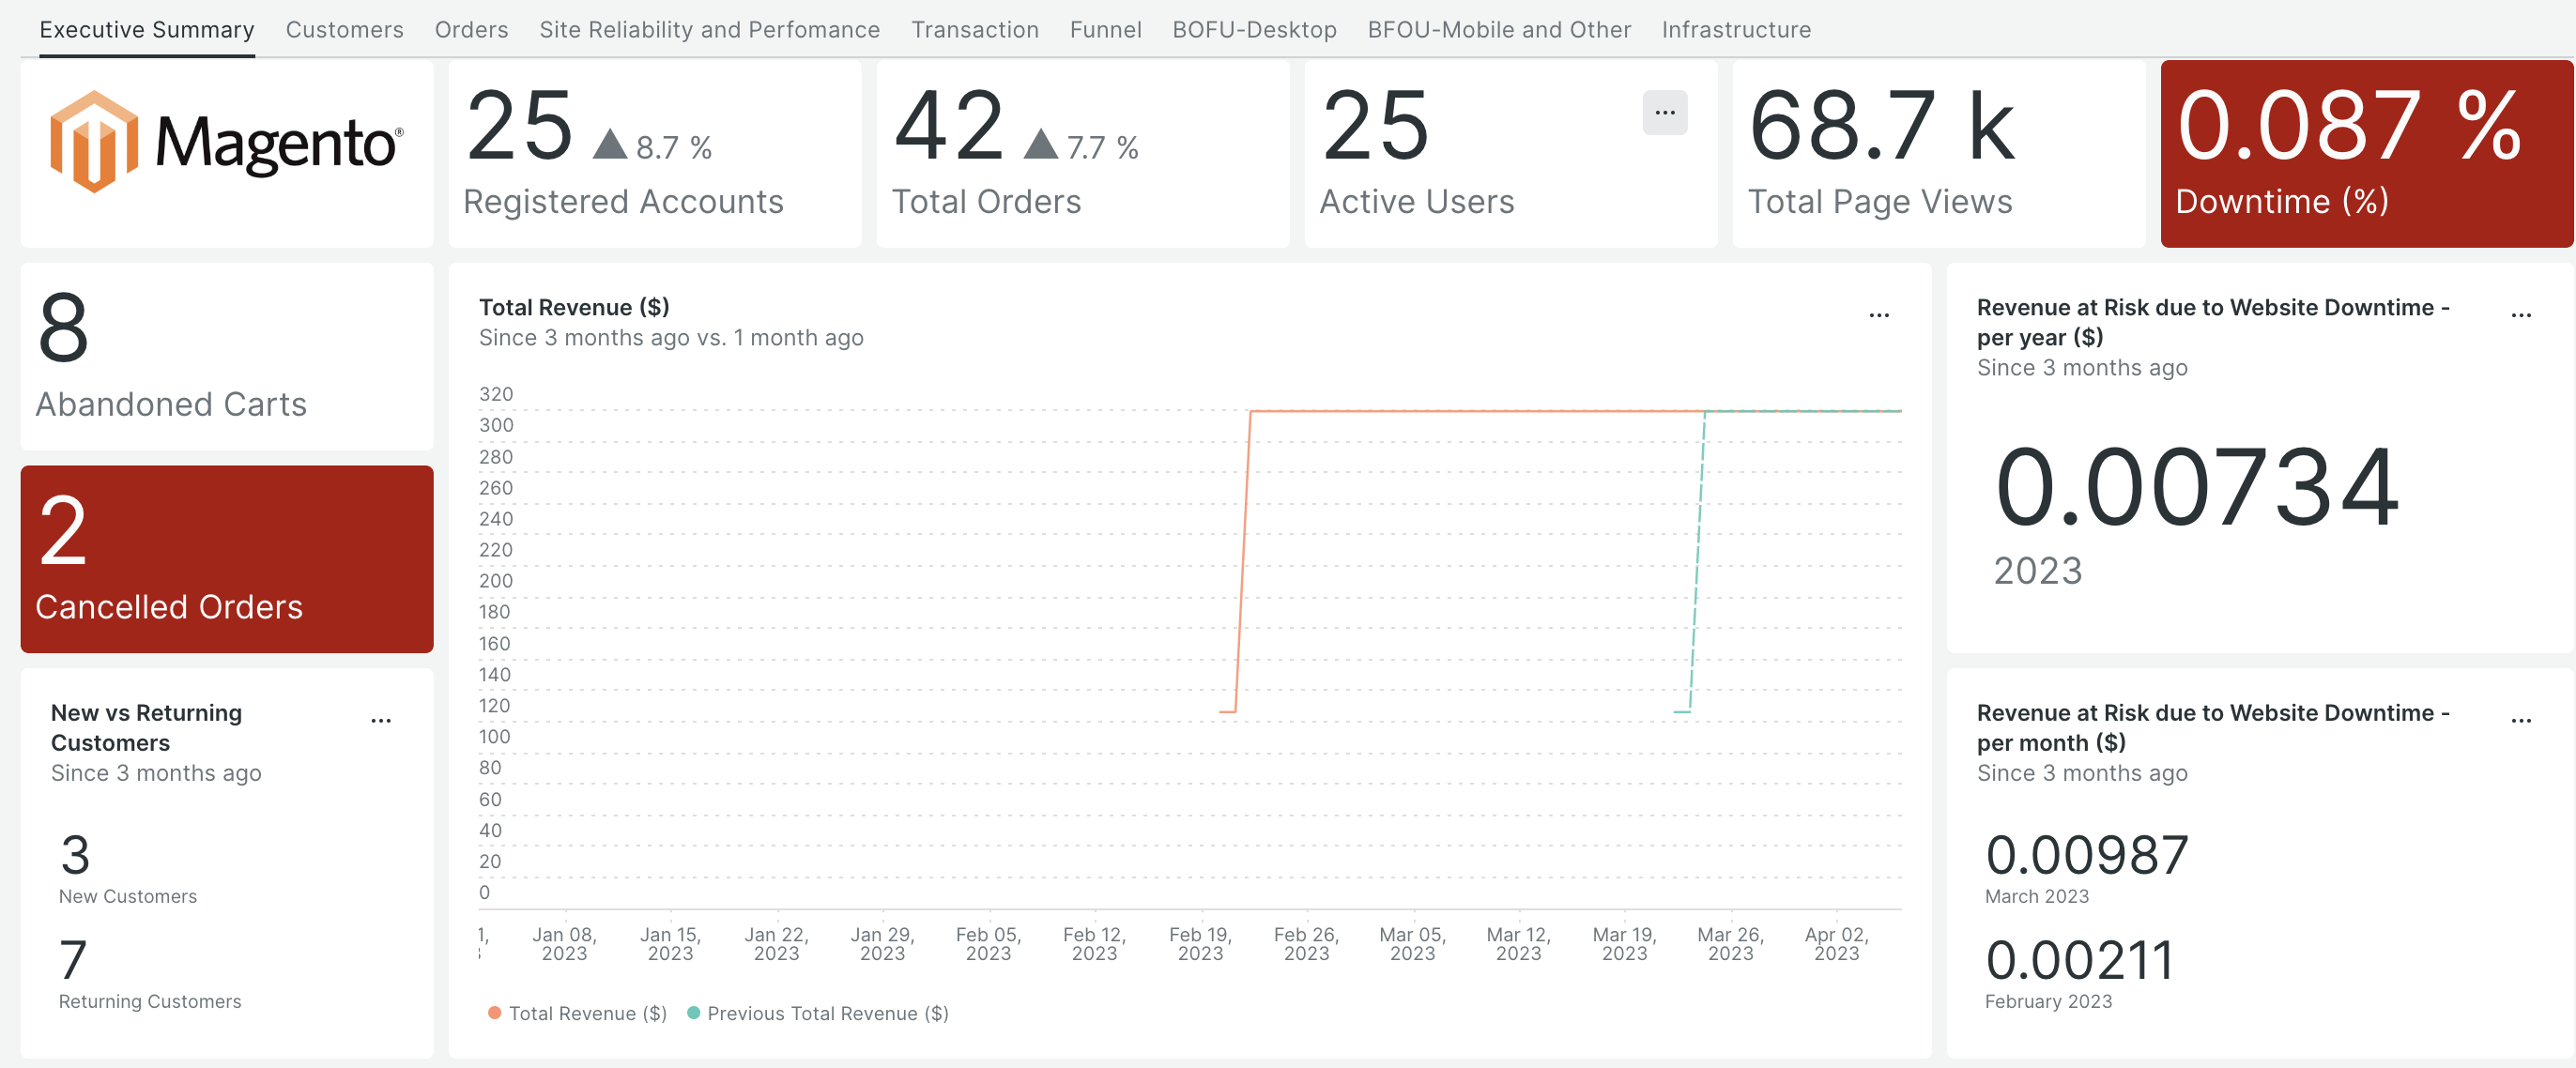 Executive Summary Customers Orders Site Reliability and Perfomance Transaction Funnel BOFU-Desktop BFOU-Mobile and Other Infrastructure
Magento®
25 ▲ 8.7 %
Registered Accounts
42 ▲ 7.7 %
Total Orders
25 ...
Active Users
68.7 k
Total Page Views
0.087 %
Downtime (%)
8
Abandoned Carts
2
Cancelled Orders
New vs Returning ...
Customers
Since 3 months ago
3
New Customers
7
Returning Customers
Total Revenue ($) ...
Since 3 months ago vs. 1 month ago
320
300
280
260
240
220
200
180
160
140
120
100
80
60
40
20
0
1, Jan 08, Jan 15, Jan 22, Jan 29, Feb 05, Feb 12, Feb 19, Feb 26, Mar 05, Mar 12, Mar 19, Mar 26, Apr 02,
2023 2023 2023 2023 2023 2023 2023 2023 2023 2023 2023 2023 2023
Total Revenue ($) Previous Total Revenue ($)
Revenue at Risk due to Website Downtime - ...
per year ($)
Since 3 months ago
0.00734
2023
Revenue at Risk due to Website Downtime - ...
per month ($)
Since 3 months ago
0.00987
March 2023
0.00211
February 2023